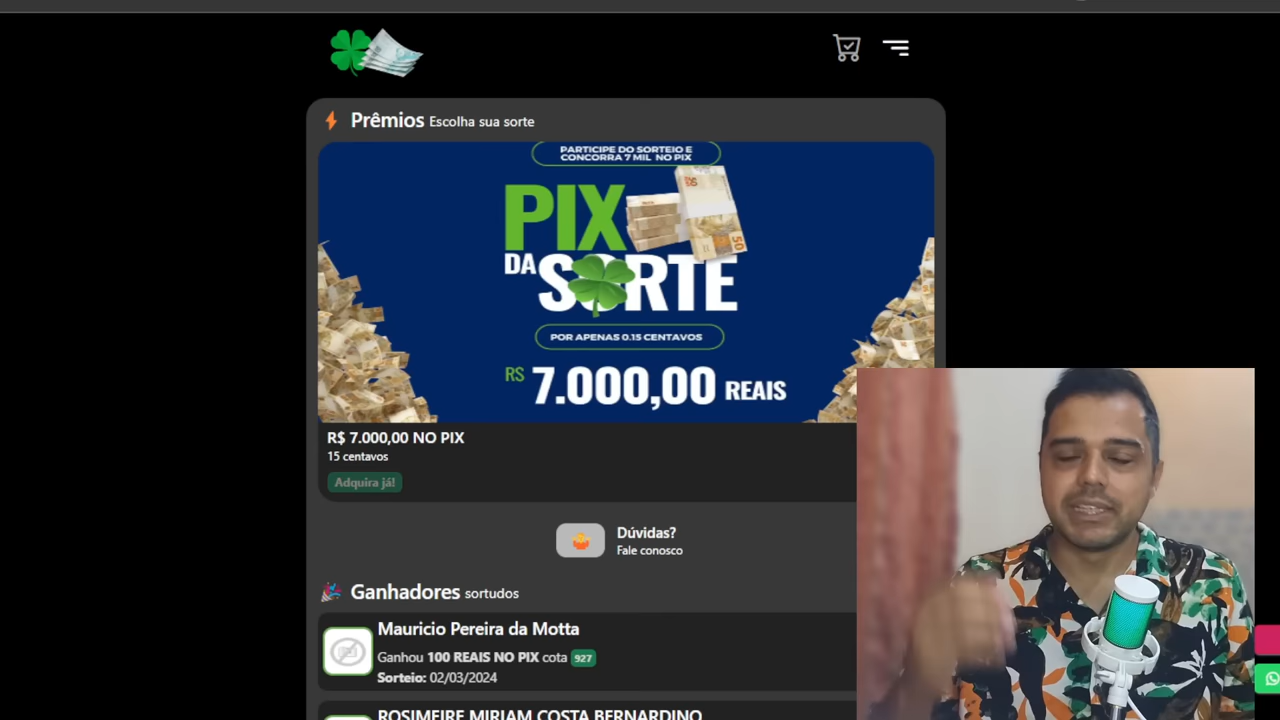 Prêmios Escolha sua sorte
PARTICIPE DO SORTEIO E
CONCORRA 7 MIL NO PIX
PIX
DA SORTE
POR APENAS 0.15 CENTAVOS
R$ 7.000,00 REAIS
R$ 7.000,00 NO PIX
15 centavos
Adquira já!
Dúvidas?
Fale conosco
Ganhadores sortudos
Mauricio Pereira da Motta
Ganhou 100 REAIS NO PIX cota 927
Sorteio: 02/03/2024
ROSIMEIRE MIRIAM COSTA BERNARDINO
50